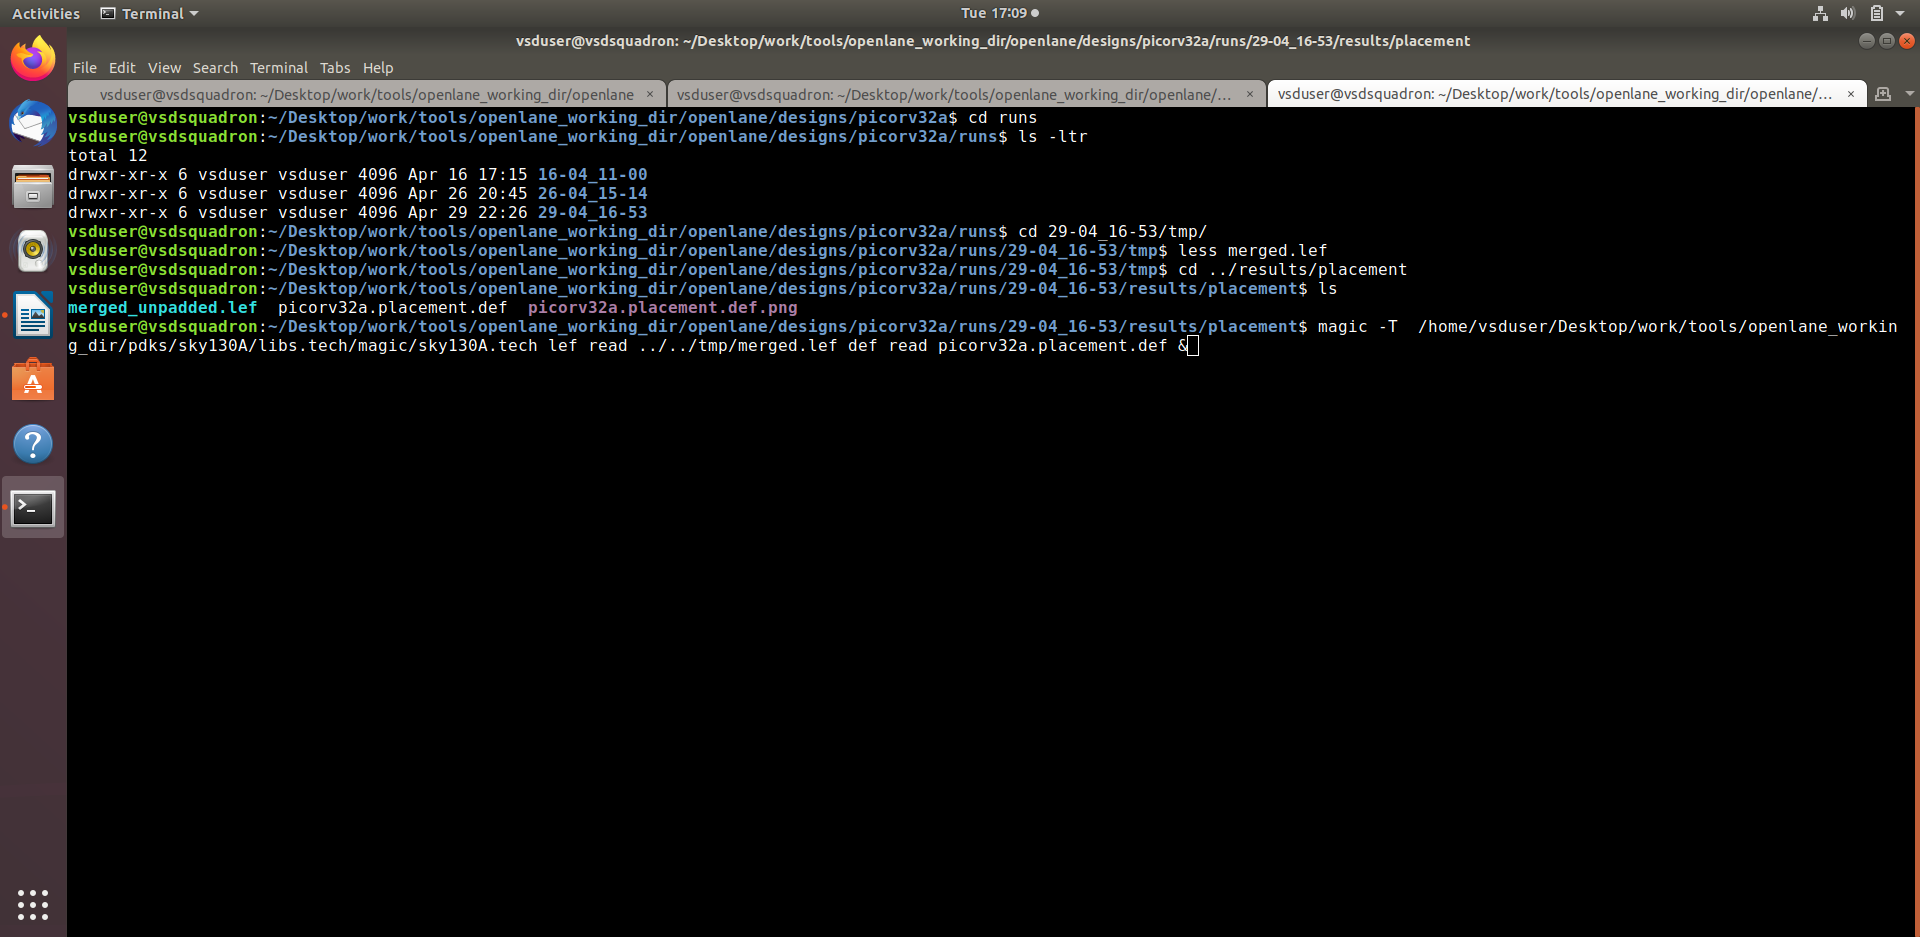 Activities Terminal Tue 17:09
vsduser@vsdsquadron: ~/Desktop/work/tools/openlane_working_dir/openlane/designs/picorv32a/runs/29-04_16-53/results/placement
File Edit View Search Terminal Tabs Help
vsduser@vsdsquadron: ~/Desktop/work/tools/openlane_working_dir/openlane × vsduser@vsdsquadron: ~/Desktop/work/tools/openlane_working_dir/openlane/... × vsduser@vsdsquadron: ~/Desktop/work/tools/openlane_working_dir/openlane/... ×
vsduser@vsdsquadron:~/Desktop/work/tools/openlane_working_dir/openlane/designs/picorv32a$ cd runs
vsduser@vsdsquadron:~/Desktop/work/tools/openlane_working_dir/openlane/designs/picorv32a/runs$ ls -ltr
total 12
drwxr-xr-x 6 vsduser vsduser 4096 Apr 16 17:15 16-04_11-00
drwxr-xr-x 6 vsduser vsduser 4096 Apr 26 20:45 26-04_15-14
drwxr-xr-x 6 vsduser vsduser 4096 Apr 29 22:26 29-04_16-53
vsduser@vsdsquadron:~/Desktop/work/tools/openlane_working_dir/openlane/designs/picorv32a/runs$ cd 29-04_16-53/tmp/
vsduser@vsdsquadron:~/Desktop/work/tools/openlane_working_dir/openlane/designs/picorv32a/runs/29-04_16-53/tmp$ less merged.lef
vsduser@vsdsquadron:~/Desktop/work/tools/openlane_working_dir/openlane/designs/picorv32a/runs/29-04_16-53/tmp$ cd ../results/placement
vsduser@vsdsquadron:~/Desktop/work/tools/openlane_working_dir/openlane/designs/picorv32a/runs/29-04_16-53/results/placement$ ls
merged_unpadded.lef  picorv32a.placement.def  picorv32a.placement.def.png
vsduser@vsdsquadron:~/Desktop/work/tools/openlane_working_dir/openlane/designs/picorv32a/runs/29-04_16-53/results/placement$ magic -T  /home/vsduser/Desktop/work/tools/openlane_workin
g_dir/pdks/sky130A/libs.tech/magic/sky130A.tech lef read ../../tmp/merged.lef def read picorv32a.placement.def &